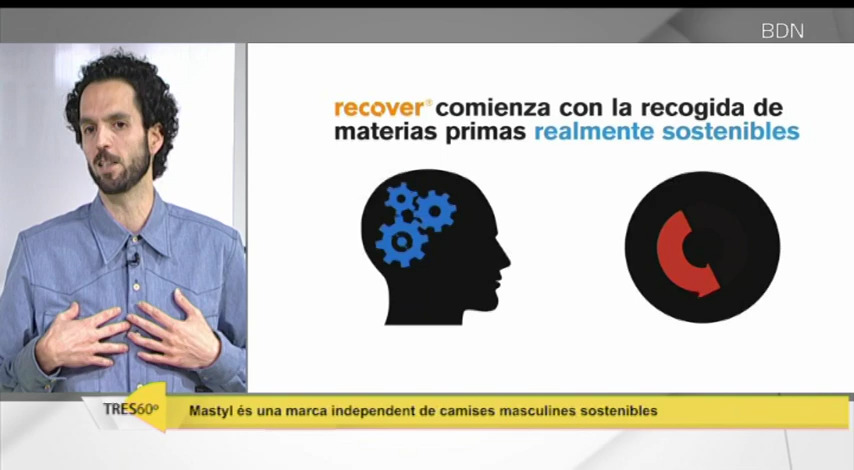 BDN
recover® comienza con la recogida de
materias primas realmente sostenibles
TRES60º
Mastyl és una marca independent de camises masculines sostenibles